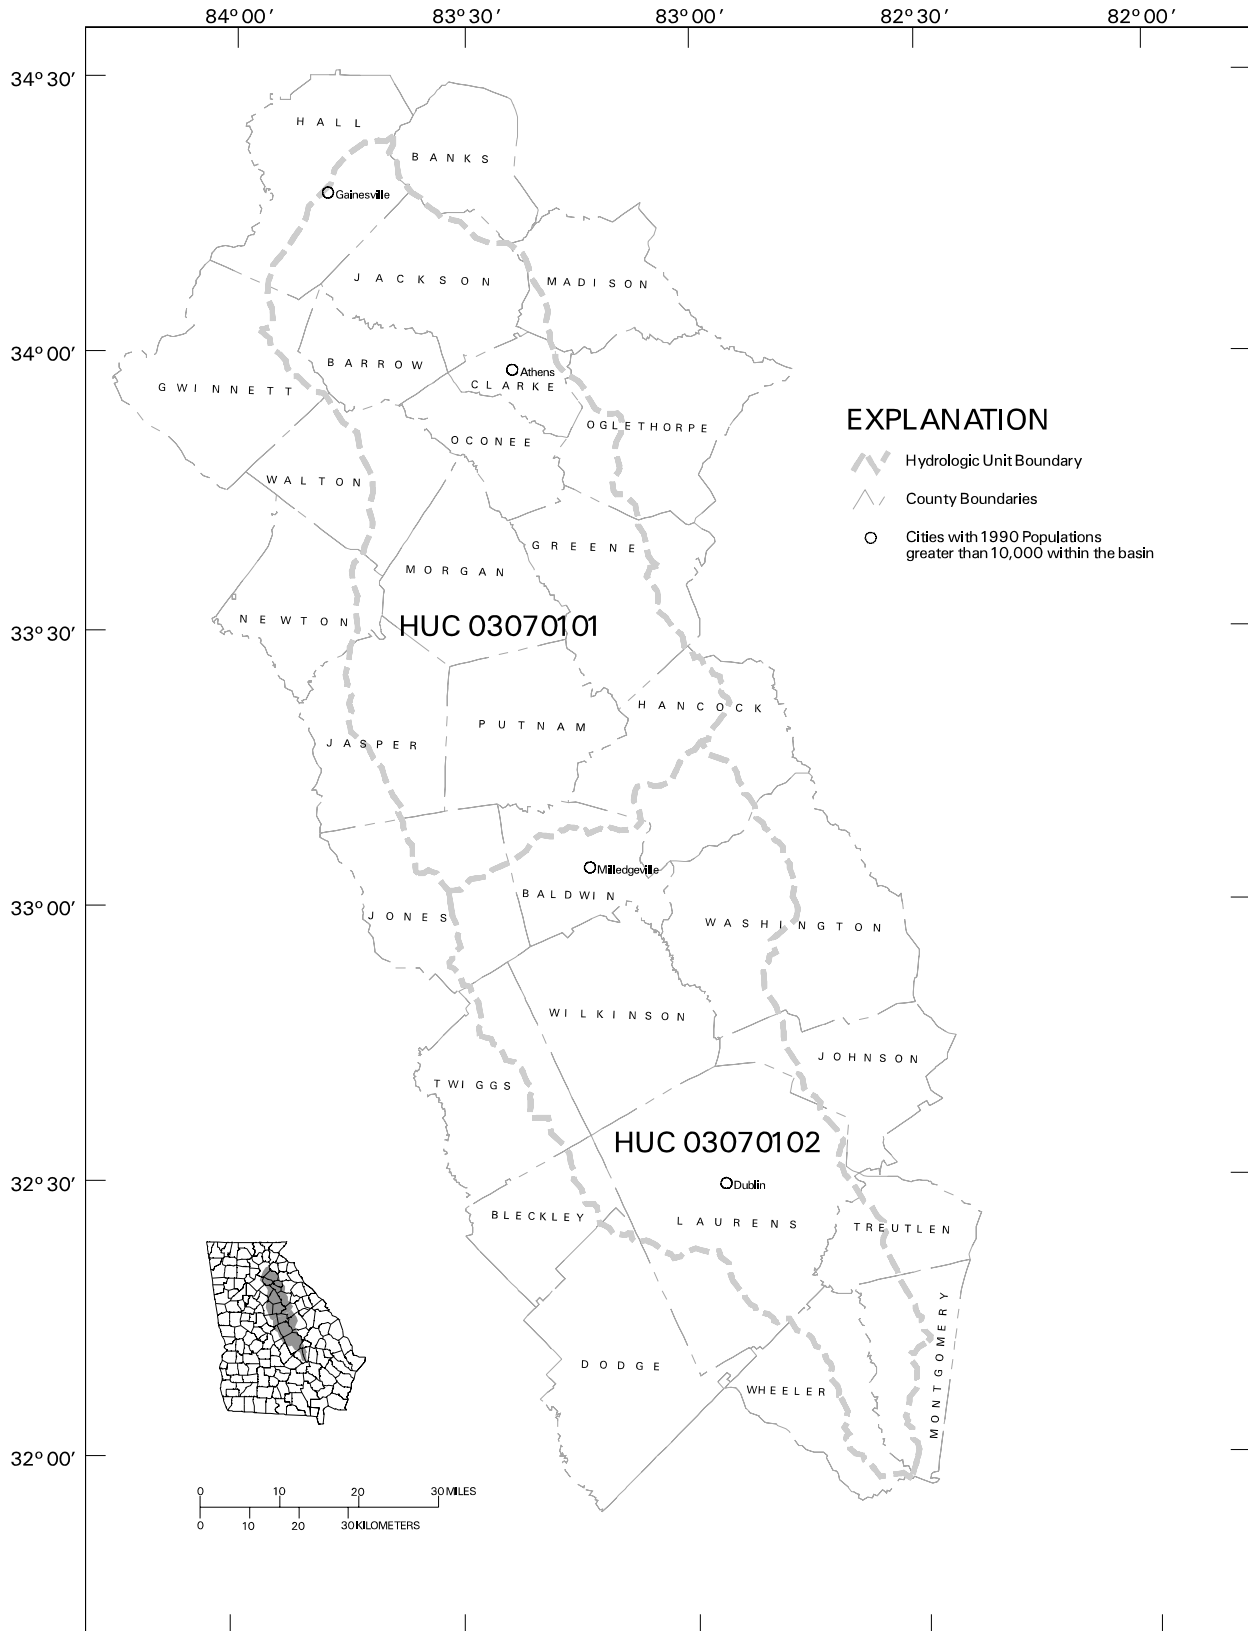 84°00′ 83°30′ 83°00′ 82°30′ 82°00′
34°30′
HALL
BANKS
Gainesville
JACKSON
MADISON
34°00′
BARROW
Athens
CLARKE
GWINNETT
OGLETHORPE
OCONEE
WALTON
EXPLANATION
Hydrologic Unit Boundary
County Boundaries
Cities with 1990 Populations
greater than 10,000 within the basin
GREENE
MORGAN
NEWTON
HUC 03070101
33°30′
HANCOCK
PUTNAM
JASPER
Milledgeville
BALDWIN
33°00′
JONES
WASHINGTON
WILKINSON
JOHNSON
TWIGGS
HUC 03070102
32°30′
Dublin
BLECKLEY
LAURENS
TREUTLEN
MONTGOMERY
DODGE
WHEELER
32°00′
0 10 20 30 MILES
0 10 20 30 KILOMETERS